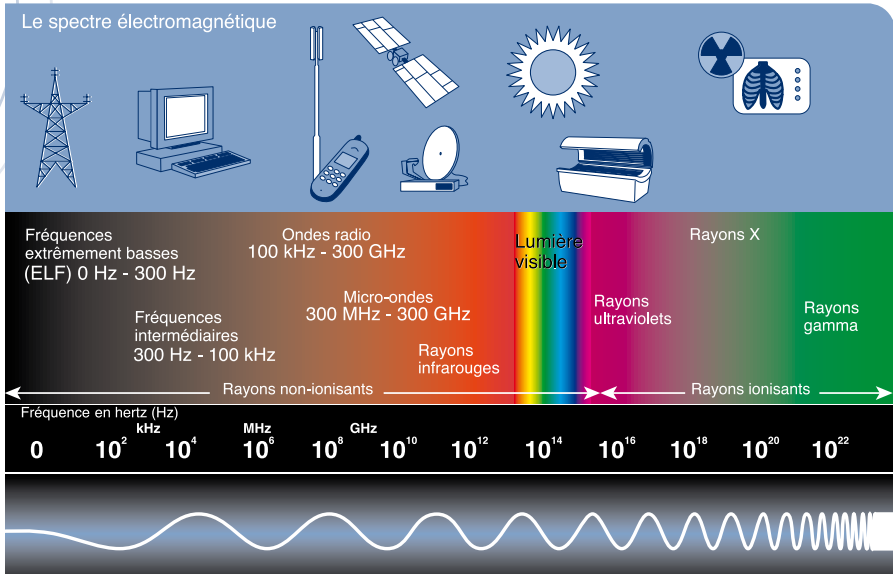 Le spectre électromagnétique
Fréquences
extrêmement basses
(ELF) 0 Hz - 300 Hz
Ondes radio
100 kHz - 300 GHz
Lumière
visible
Rayons X
Fréquences
intermédiaires
300 Hz - 100 kHz
Micro-ondes
300 MHz - 300 GHz
Rayons
infrarouges
Rayons
ultraviolets
Rayons
gamma
Rayons non-ionisants
Rayons ionisants
Fréquence en hertz (Hz)
kHz MHz GHz
0 10² 10⁴ 10⁶ 10⁸ 10¹⁰ 10¹² 10¹⁴ 10¹⁶ 10¹⁸ 10²⁰ 10²²